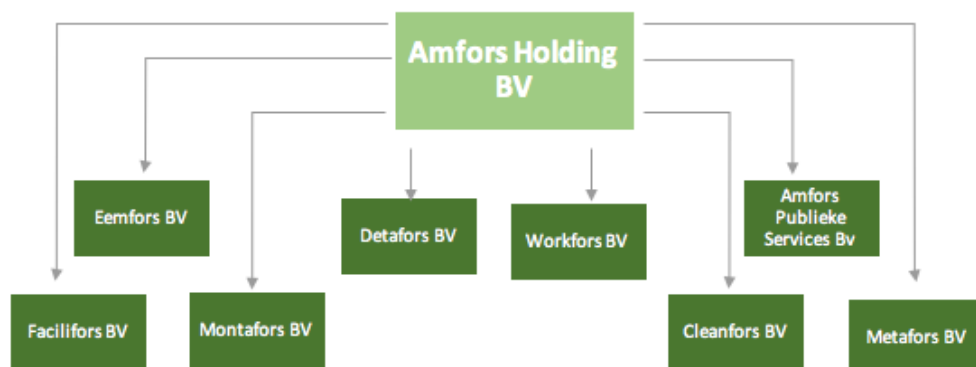 Amfors Holding
BV
Eemfors BV
Detafors BV
Workfors BV
Amfors
Publieke
Services Bv
Facilifors BV
Montafors BV
Cleanfors BV
Metafors BV